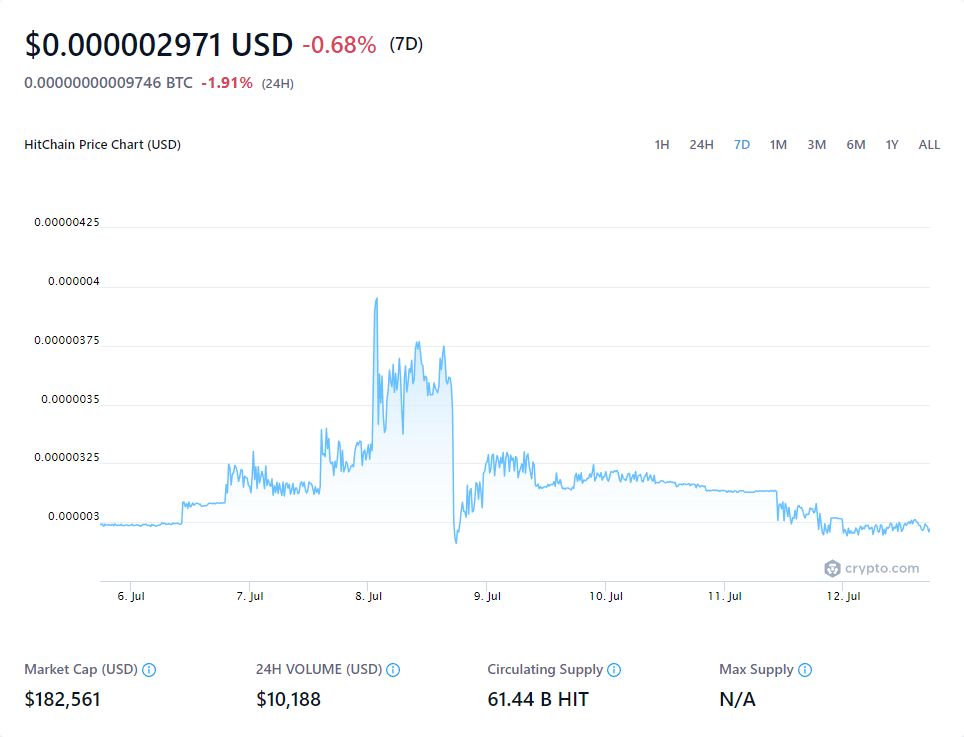 $0.000002971 USD -0.68% (7D)
0.00000000009746 BTC -1.91% (24H)
HitChain Price Chart (USD) 1H 24H 7D 1M 3M 6M 1Y ALL
0.00000425
0.000004
0.00000375
0.0000035
0.00000325
0.000003
crypto.com
6. Jul 7. Jul 8. Jul 9. Jul 10. Jul 11. Jul 12. Jul
Market Cap (USD) 24H VOLUME (USD) Circulating Supply Max Supply
$182,561 $10,188 61.44 B HIT N/A